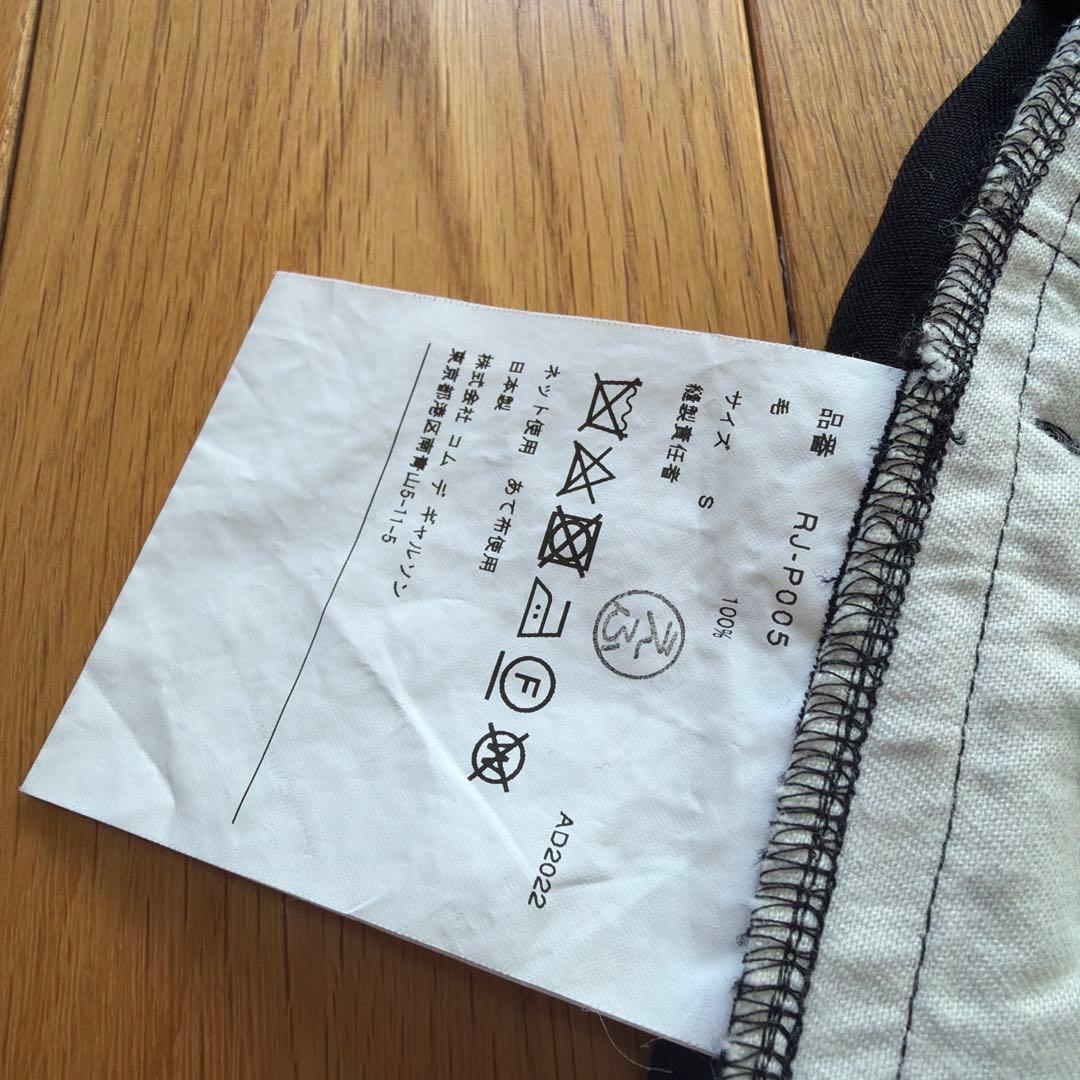 品番 RJ-P005
毛 100%
サイズ S
縫製責任者
F
W
AD2022
ネット使用 あて布使用
日本製
株式会社 コム デ ギャルソン
東京都港区南青山5-11-5